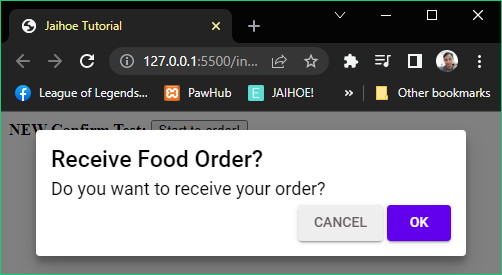 Jaihoe Tutorial
127.0.0.1:5500/in...
League of Legends... PawHub JAIHOE! » Other bookmarks
NEW Confirm Test: Start to order!
Receive Food Order?
Do you want to receive your order?
CANCEL OK